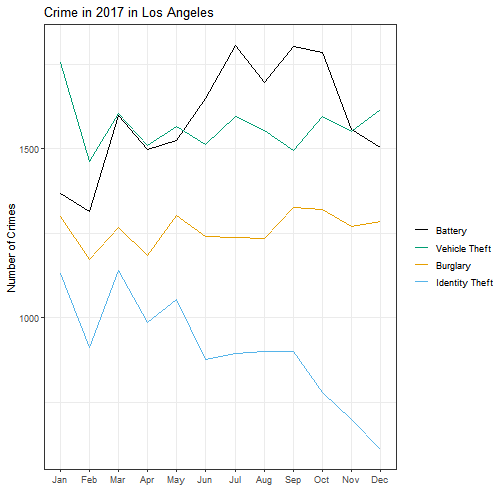 Crime in 2017 in Los Angeles
Number of Crimes
1500
1000
Jan Feb Mar Apr May Jun Jul Aug Sep Oct Nov Dec
Battery
Vehicle Theft
Burglary
Identity Theft